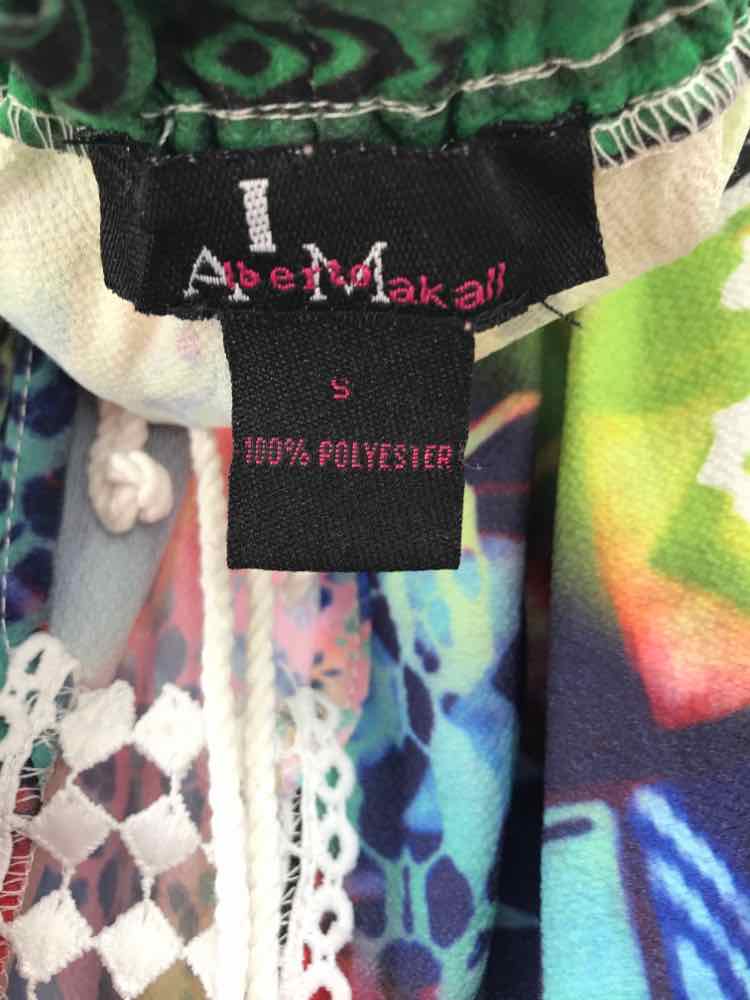 I
Alberto Makali
S
100% POLYESTER